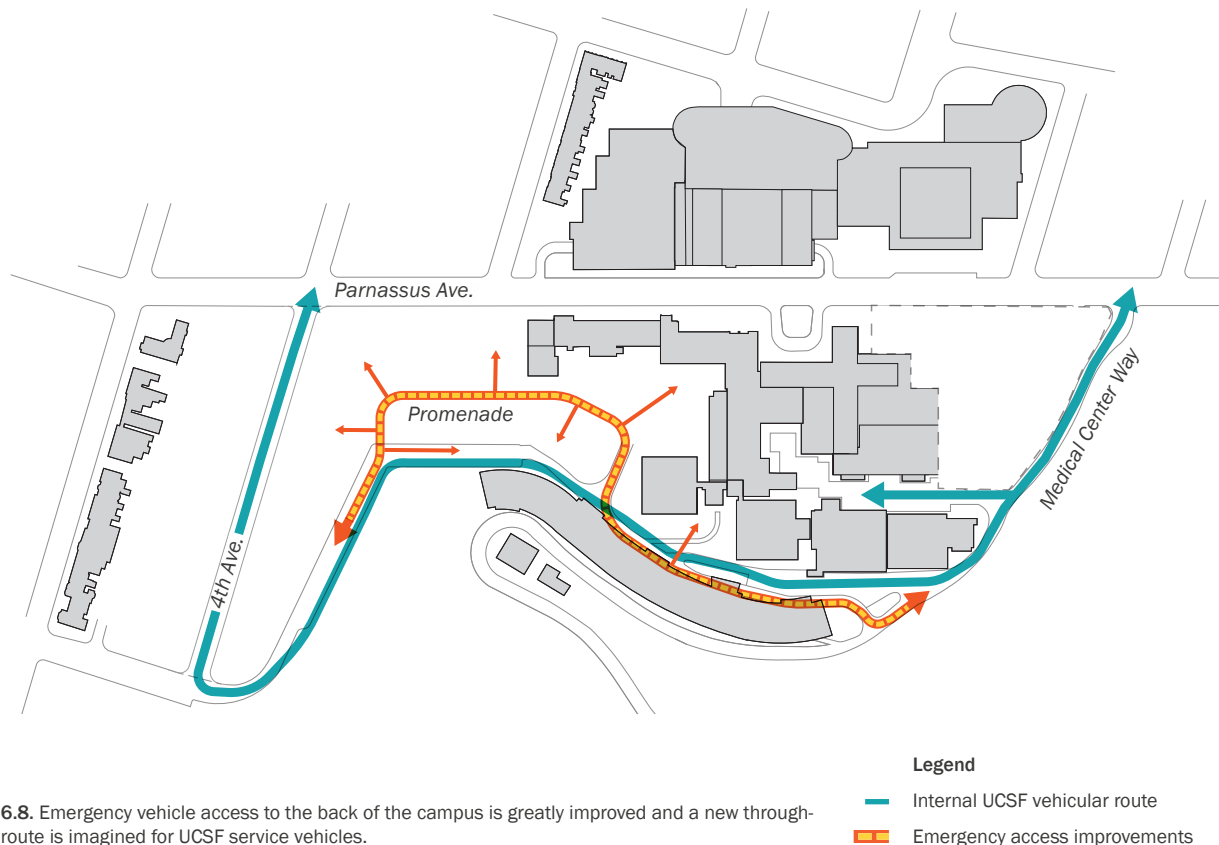 Parnassus Ave.
Promenade
Medical Center Way
4th Ave.
Legend
Internal UCSF vehicular route
Emergency access improvements
6.8. Emergency vehicle access to the back of the campus is greatly improved and a new through-
route is imagined for UCSF service vehicles.